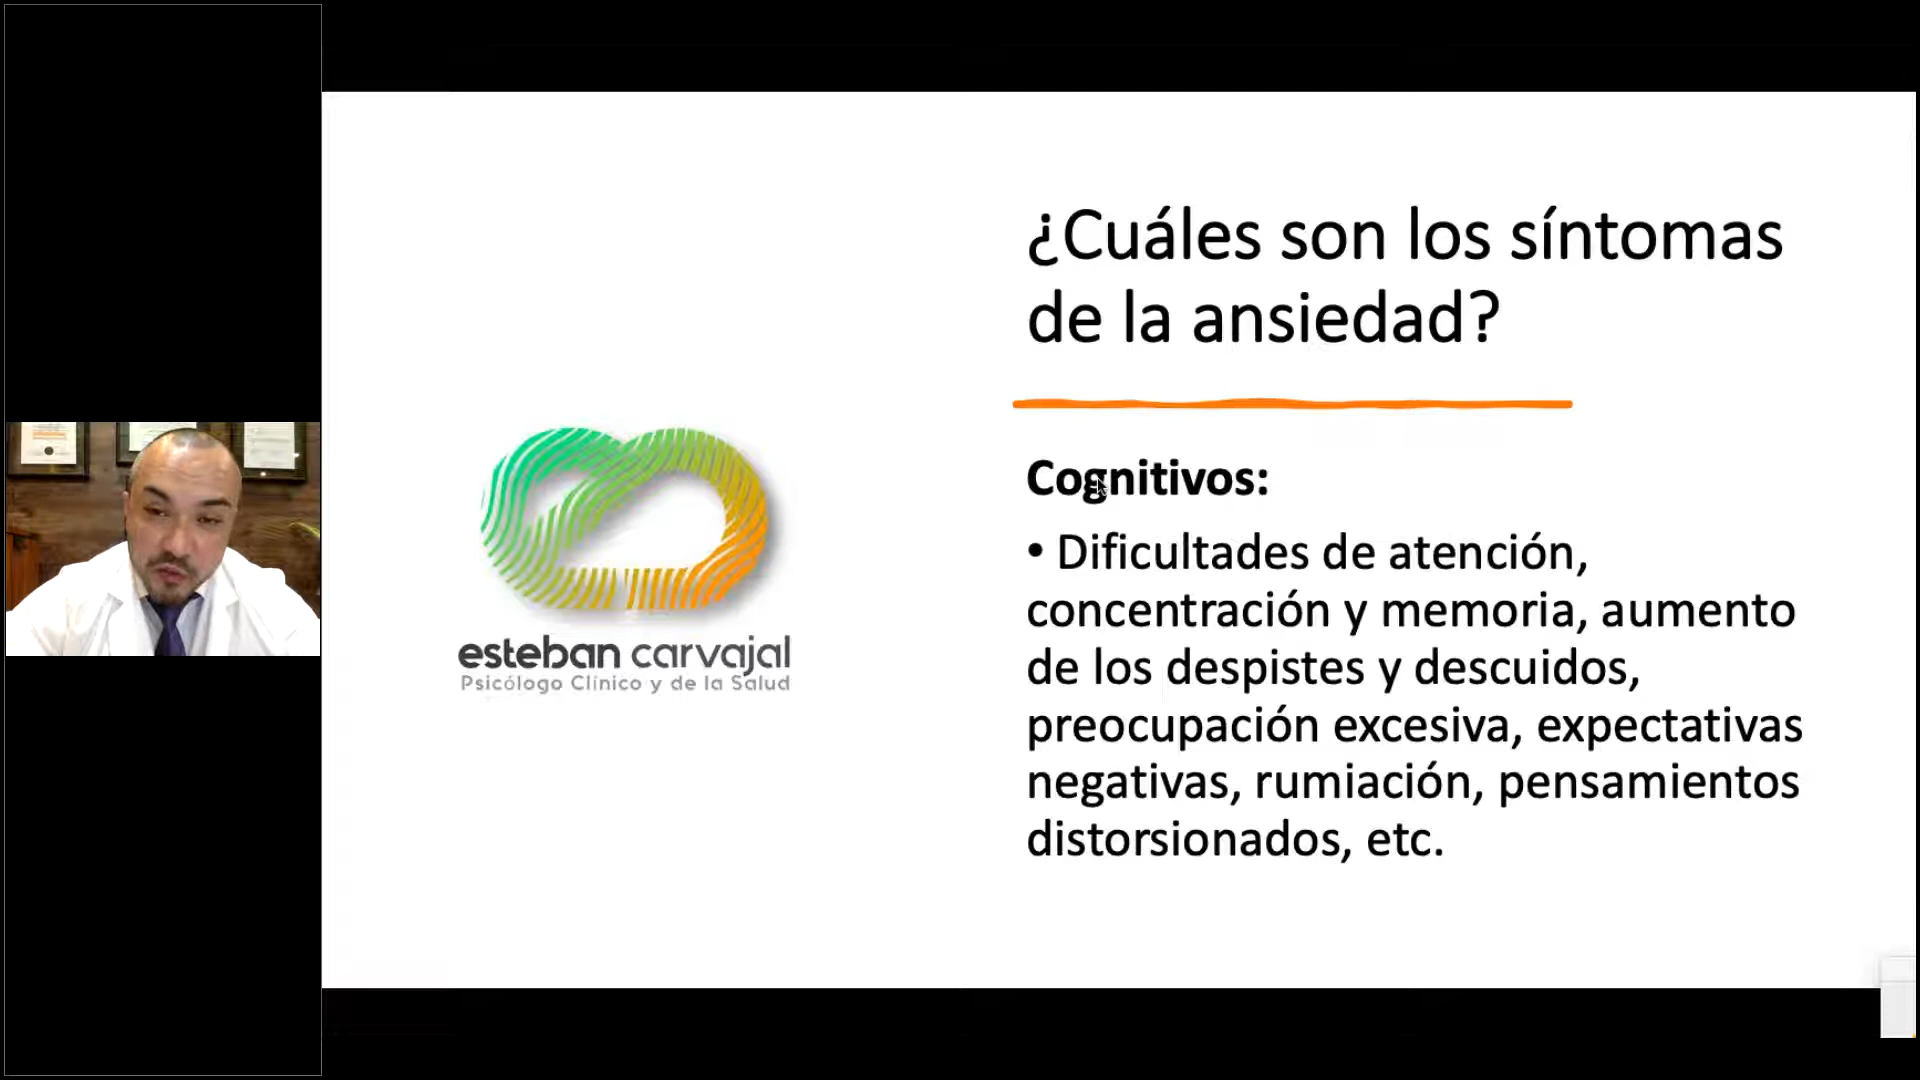 ¿Cuáles son los síntomas
de la ansiedad?
Cognitivos:
• Dificultades de atención,
concentración y memoria, aumento
de los despistes y descuidos,
preocupación excesiva, expectativas
negativas, rumiación, pensamientos
distorsionados, etc.
esteban carvajal
Psicólogo Clínico y de la Salud